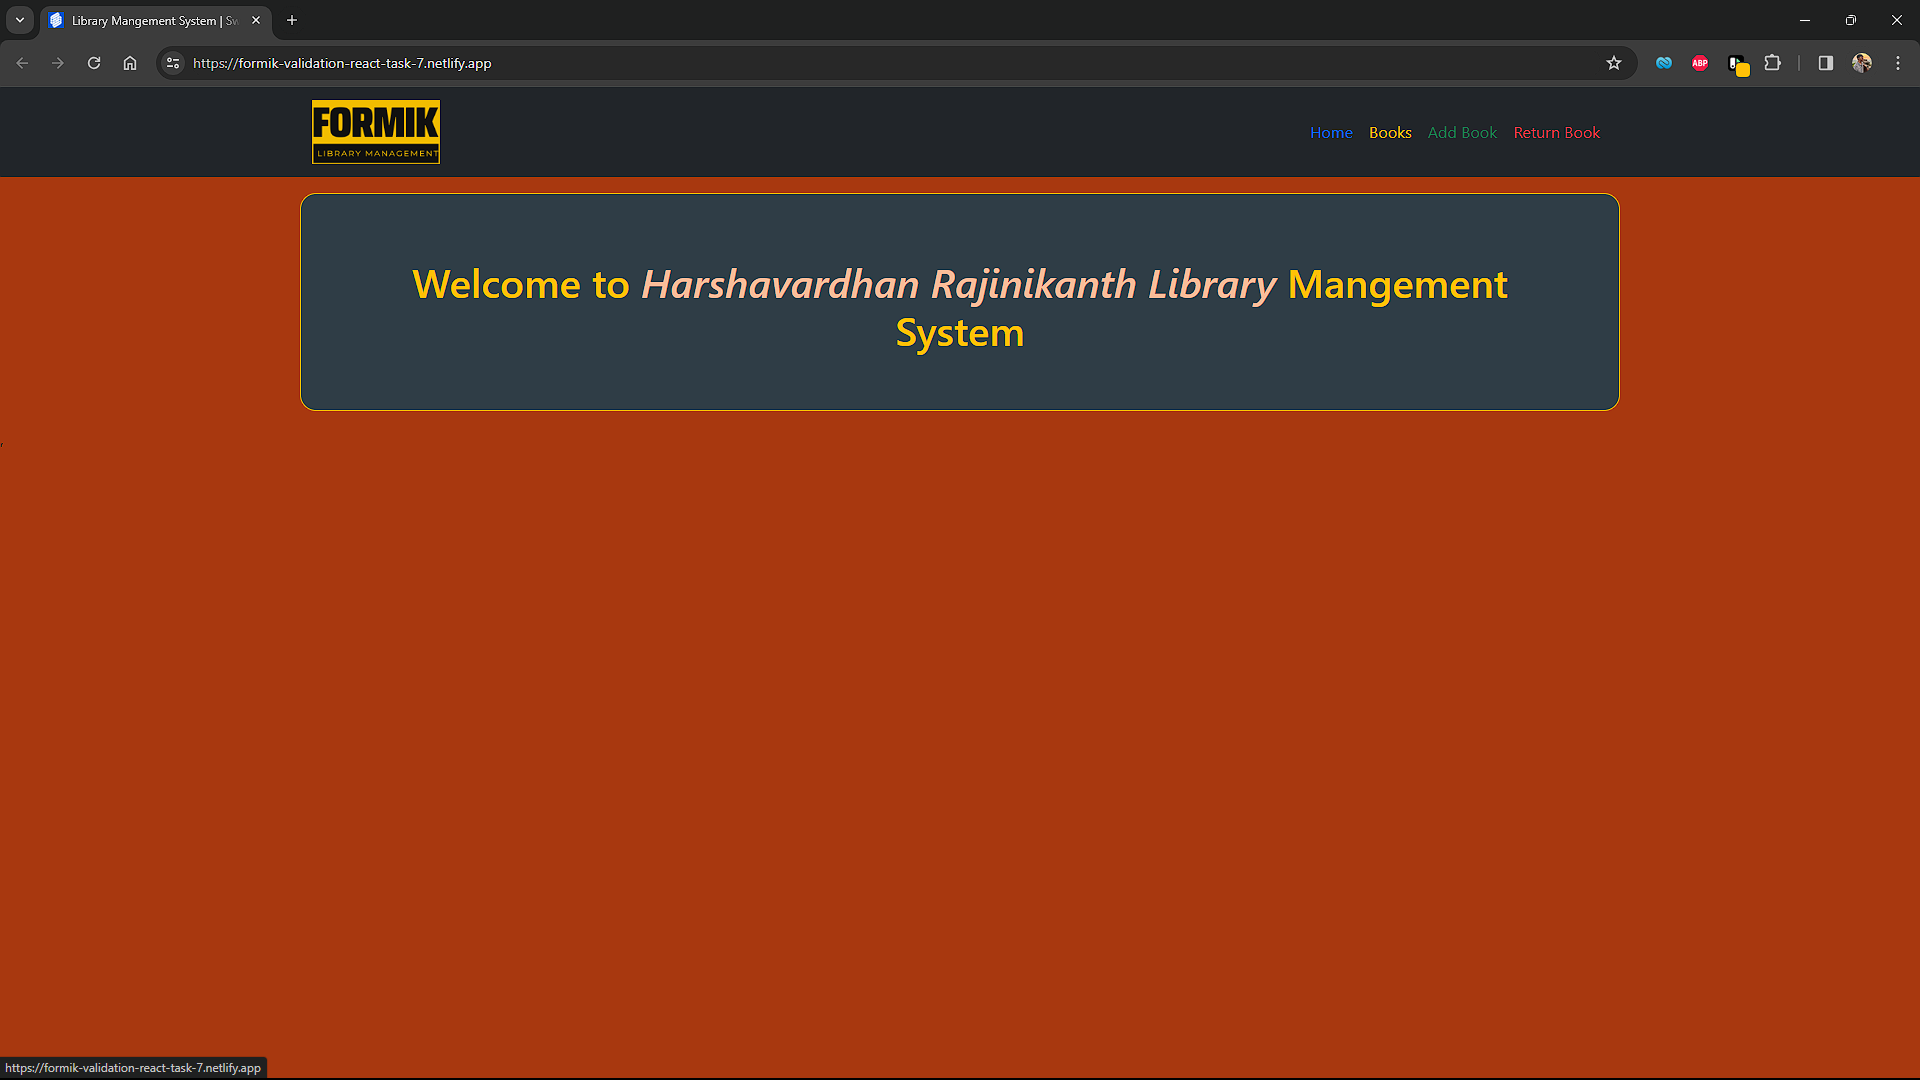 Library Mangement System | Sw
https://formik-validation-react-task-7.netlify.app
ABP
FORMIK
LIBRARY MANAGEMENT
Home Books Add Book Return Book
Welcome to Harshavardhan Rajinikanth Library Mangement
System
,
https://formik-validation-react-task-7.netlify.app